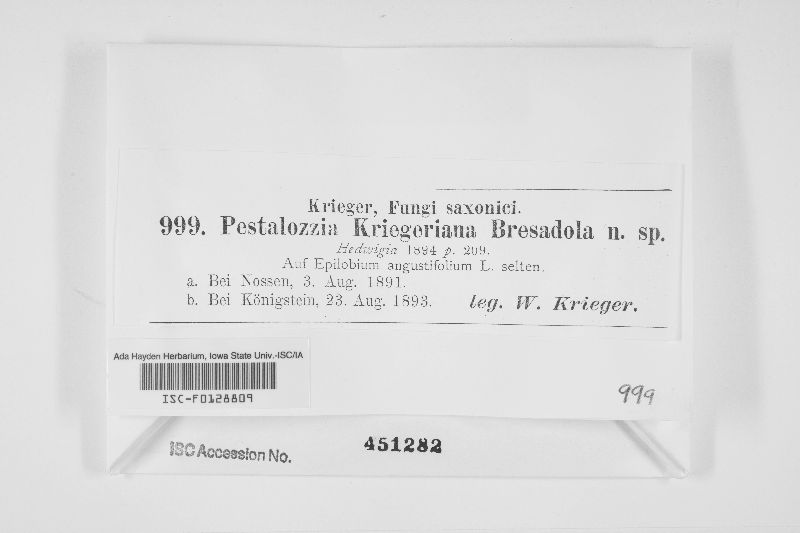 Krieger, Fungi saxonici.
999. Pestalozzia Kriegeriana Bresadola n. sp.
Hedwigia 1894 p. 209.
Auf Epilobium augustifolium L. selten.
a. Bei Nossen, 3. Aug. 1891.
b. Bei Königstein, 23. Aug. 1893. leg. W. Krieger.
Ada Hayden Herbarium, Iowa State Univ.-ISC/IA
ISC-F0128809
999
ISC Accession No. 451282